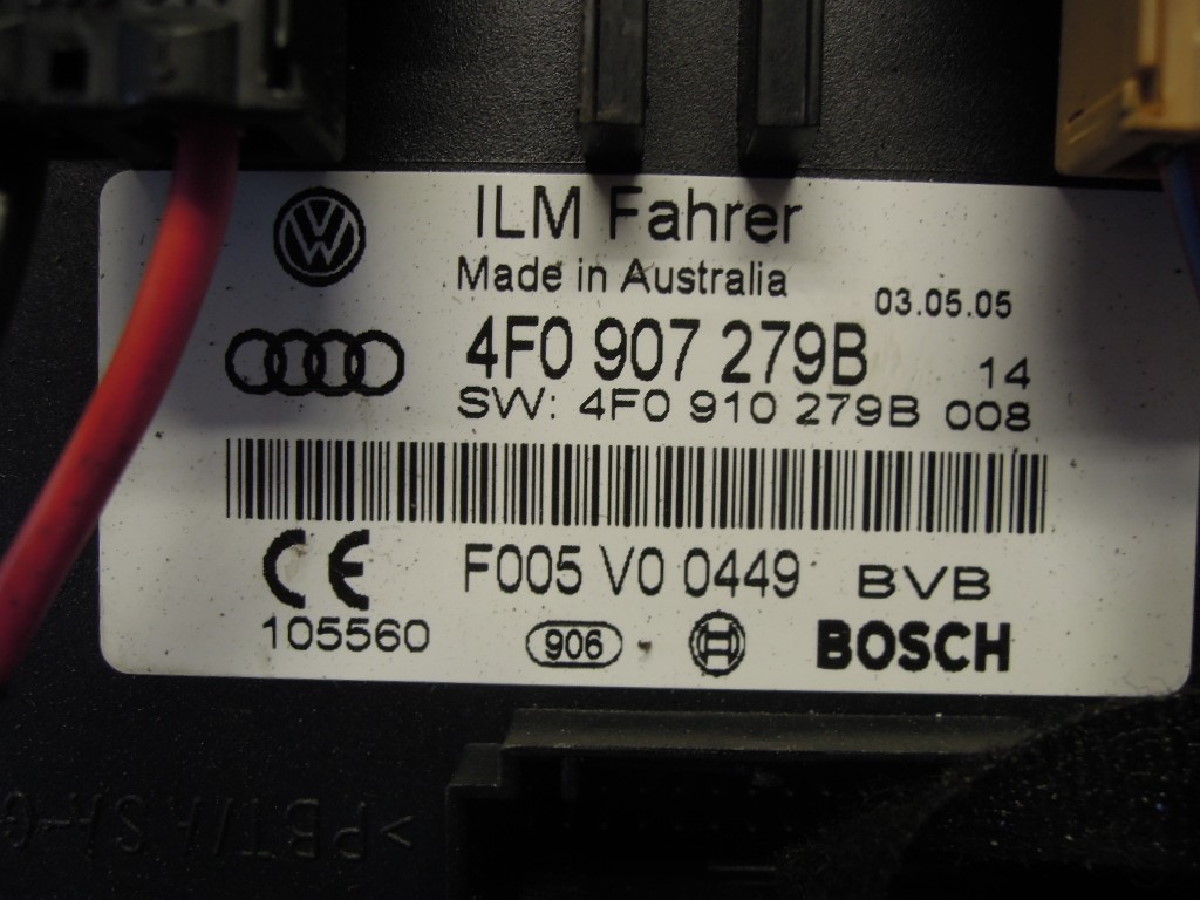 ILM Fahrer
Made in Australia
03.05.05
4F0 907 279B
14
SW: 4F0 910 279B 008
CE
F005 V0 0449 BVB
105560
906
BOSCH